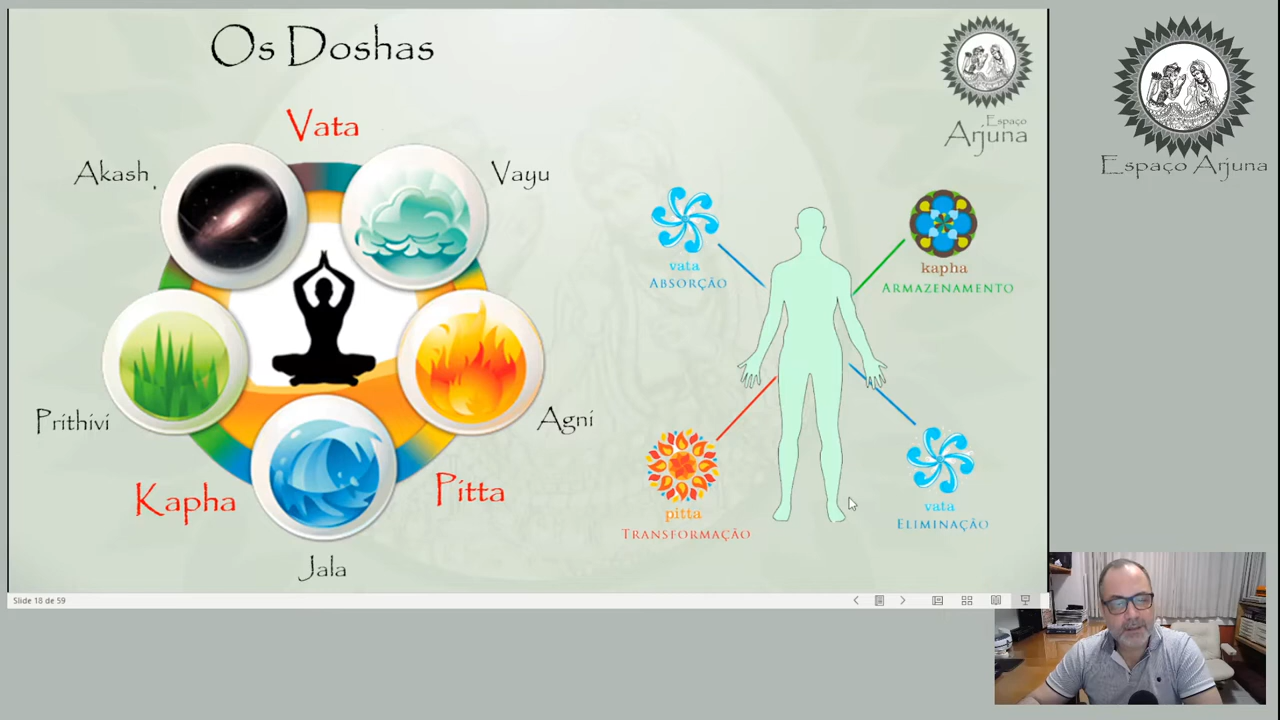 Os Doshas
Vata
Akash
Vayu
Prithivi
Agni
Kapha
Pitta
Jala
Espaço
Arjuna
vata
ABSORÇÃO
kapha
ARMAZENAMENTO
pitta
TRANSFORMAÇÃO
vata
ELIMINAÇÃO
Slide 18 de 59
Espaço Arjuna